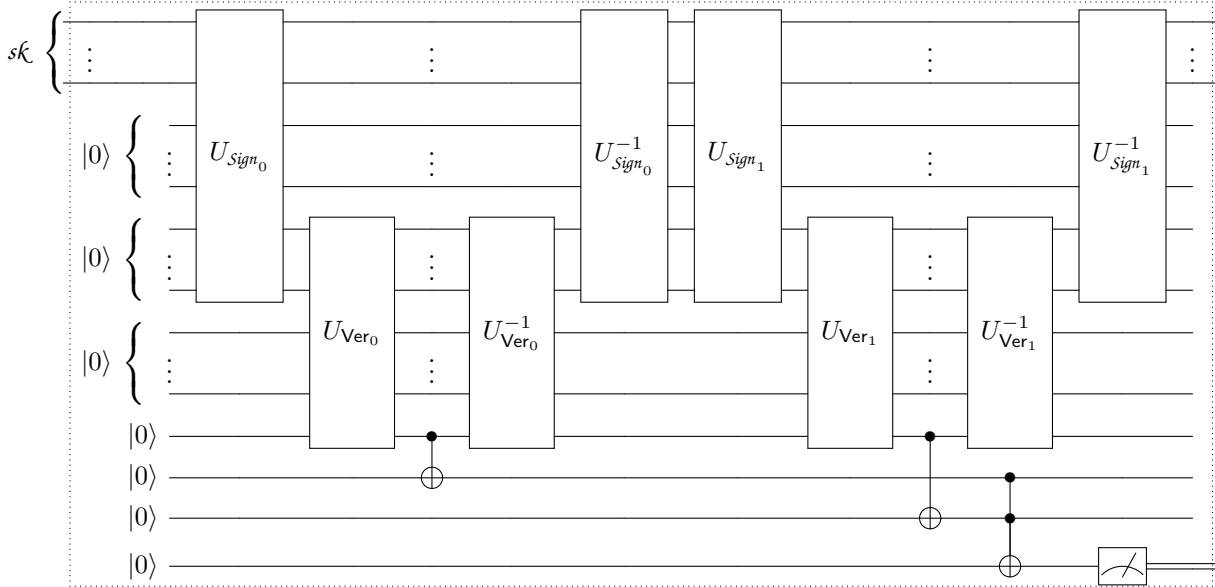 sk
|0⟩ U_{Sign_0} U^{-1}_{Sign_0} U_{Sign_1} U^{-1}_{Sign_1}
|0⟩
|0⟩ U_{Ver_0} U^{-1}_{Ver_0} U_{Ver_1} U^{-1}_{Ver_1}
|0⟩
|0⟩
|0⟩
|0⟩